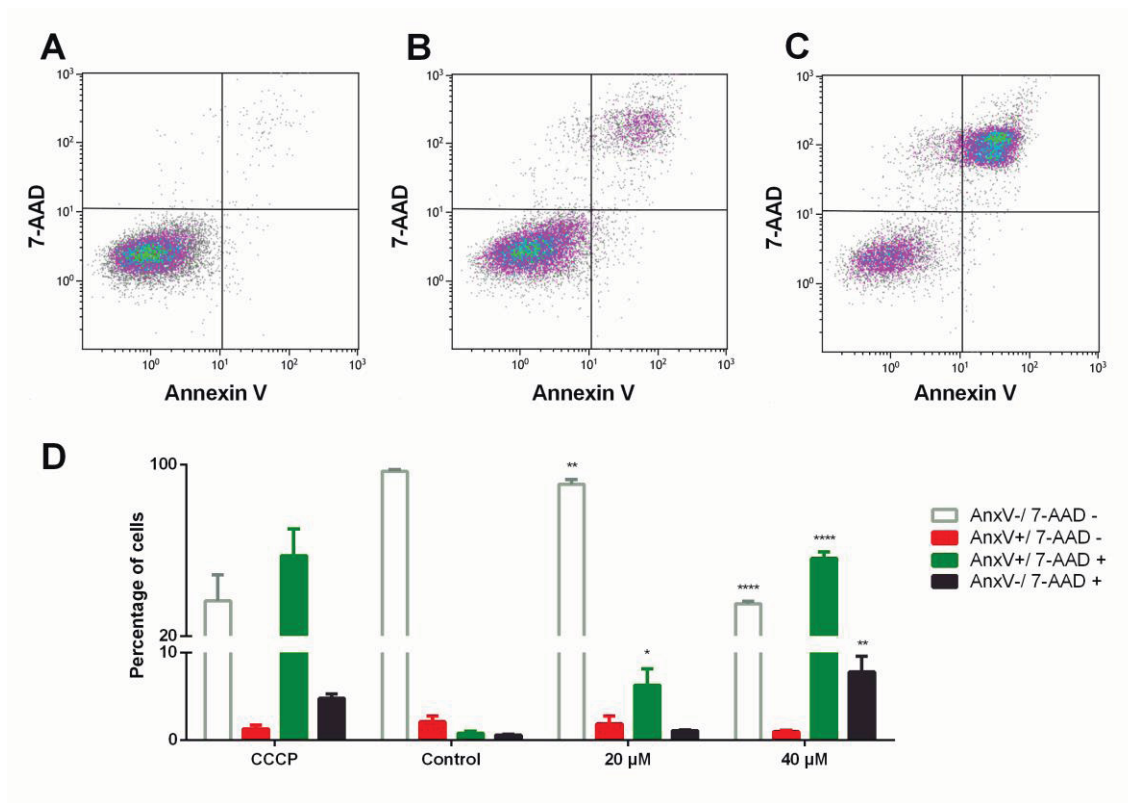 A
B
C
10³
10²
10¹
10⁰
7-AAD
10⁰
10¹
10²
10³
Annexin V
10³
10²
10¹
10⁰
7-AAD
10⁰
10¹
10²
10³
Annexin V
10³
10²
10¹
10⁰
7-AAD
10⁰
10¹
10²
10³
Annexin V
D
Percentage of cells
100
20
10
0
**
*
****
****
**
CCCP
Control
20 µM
40 µM
AnxV-/ 7-AAD -
AnxV+/ 7-AAD -
AnxV+/ 7-AAD +
AnxV-/ 7-AAD +